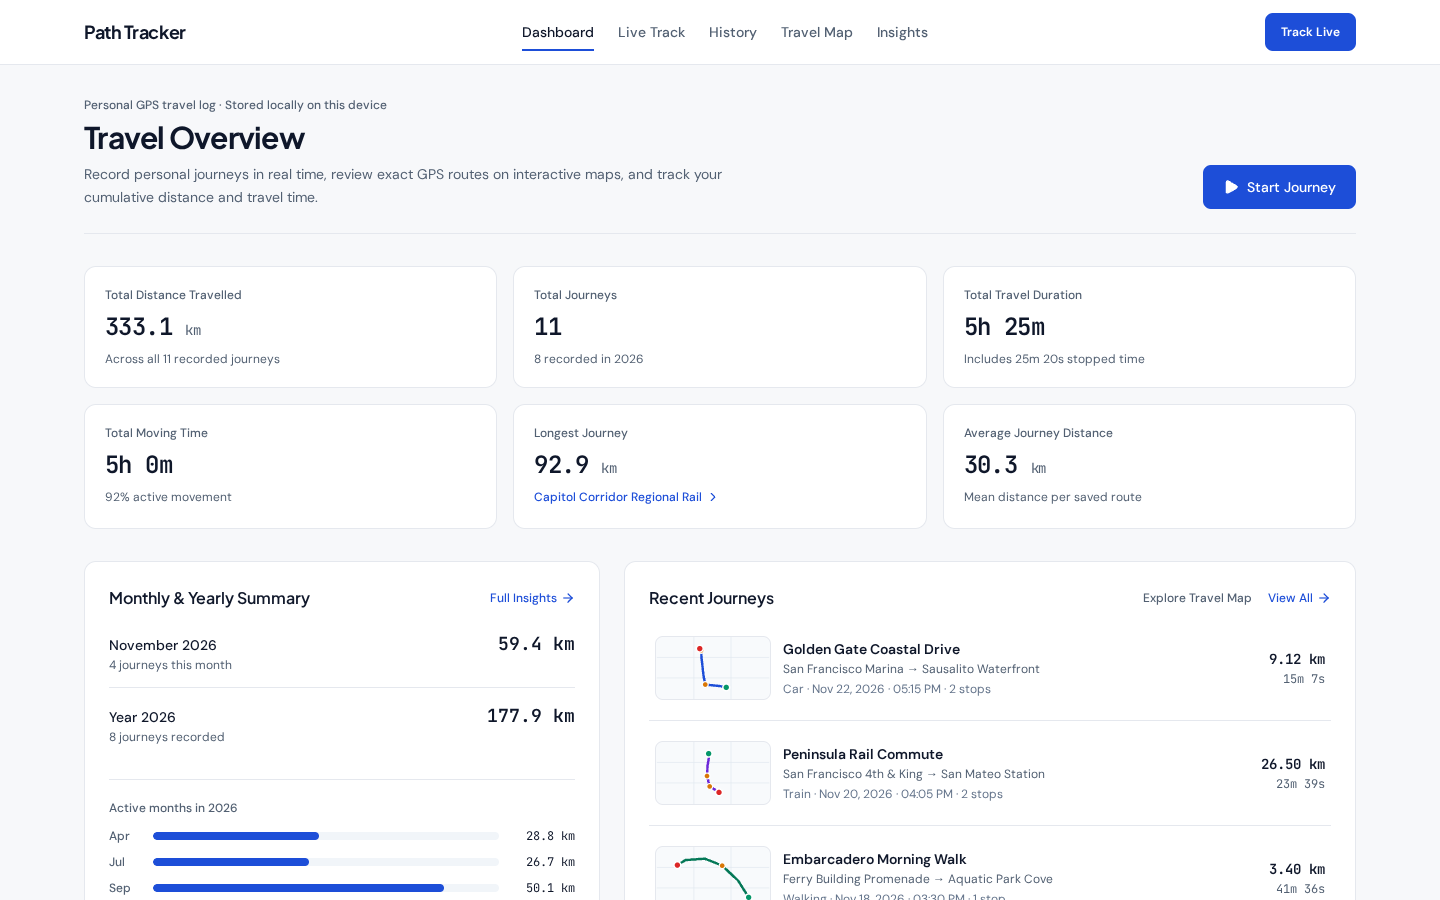 Path Tracker
Dashboard
Live Track
History
Travel Map
Insights
Track Live
Personal GPS travel log · Stored locally on this device
Travel Overview
Record personal journeys in real time, review exact GPS routes on interactive maps, and track your
cumulative distance and travel time.
Start Journey
Total Distance Travelled
333.1 km
Across all 11 recorded journeys
Total Journeys
11
8 recorded in 2026
Total Travel Duration
5h 25m
Includes 25m 20s stopped time
Total Moving Time
5h 0m
92% active movement
Longest Journey
92.9 km
Capitol Corridor Regional Rail
Average Journey Distance
30.3 km
Mean distance per saved route
Monthly & Yearly Summary
Full Insights →
November 2026
59.4 km
4 journeys this month
Year 2026
177.9 km
8 journeys recorded
Active months in 2026
Apr 28.8 km
Jul 26.7 km
Sep 50.1 km
Recent Journeys
Explore Travel Map
View All →
Golden Gate Coastal Drive
San Francisco Marina → Sausalito Waterfront
Car · Nov 22, 2026 · 05:15 PM · 2 stops
9.12 km
15m 7s
Peninsula Rail Commute
San Francisco 4th & King → San Mateo Station
Train · Nov 20, 2026 · 04:05 PM · 2 stops
26.50 km
23m 39s
Embarcadero Morning Walk
Ferry Building Promenade → Aquatic Park Cove
Walking · Nov 18, 2026 · 03:30 PM · 1 stop
3.40 km
41m 36s